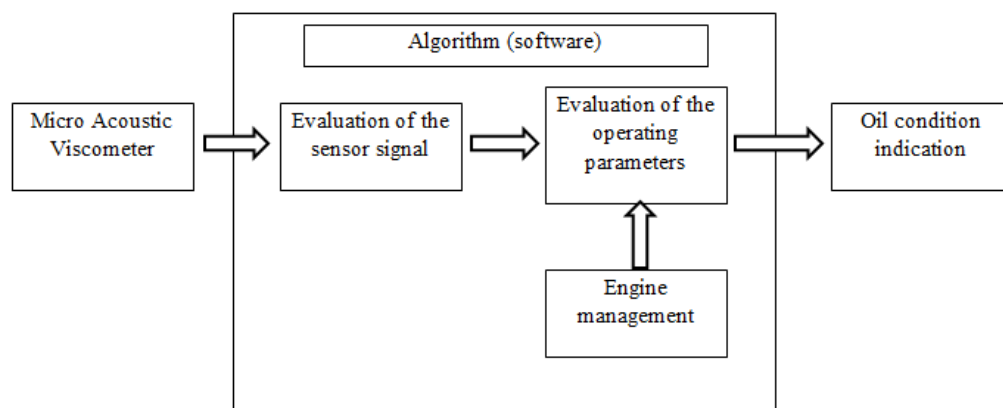 Algorithm (software)
Micro Acoustic
Viscometer
Evaluation of the
sensor signal
Evaluation of the
operating
parameters
Oil condition
indication
Engine
management